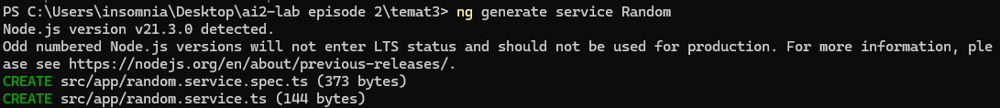 PS C:\Users\insomnia\Desktop\ai2-lab episode 2\temat3> ng generate service Random
Node.js version v21.3.0 detected.
Odd numbered Node.js versions will not enter LTS status and should not be used for production. For more information, ple
ase see https://nodejs.org/en/about/previous-releases/.
CREATE src/app/random.service.spec.ts (373 bytes)
CREATE src/app/random.service.ts (144 bytes)